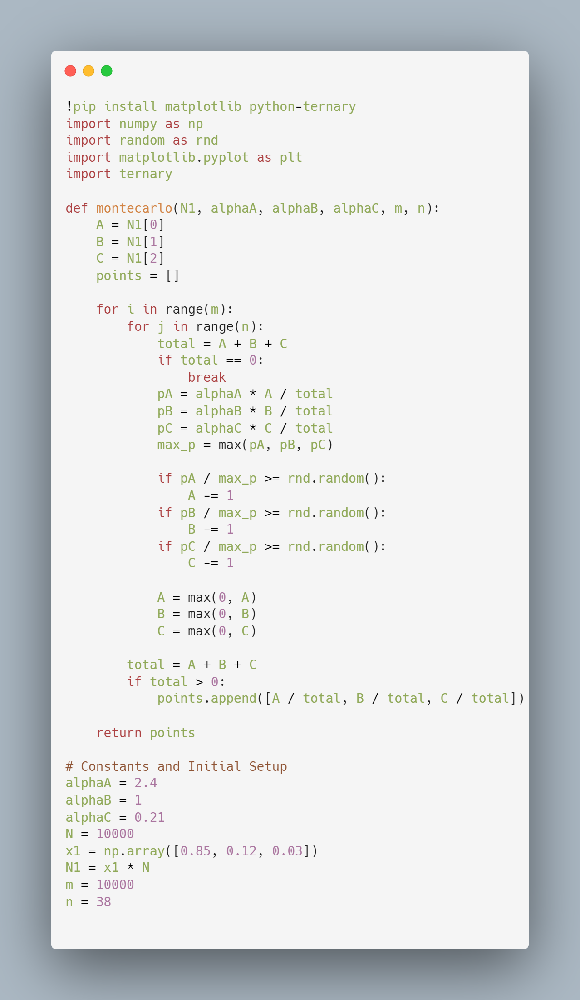 !pip install matplotlib python-ternary
import numpy as np
import random as rnd
import matplotlib.pyplot as plt
import ternary

def montecarlo(N1, alphaA, alphaB, alphaC, m, n):
    A = N1[0]
    B = N1[1]
    C = N1[2]
    points = []

    for i in range(m):
        for j in range(n):
            total = A + B + C
            if total == 0:
                break
            pA = alphaA * A / total
            pB = alphaB * B / total
            pC = alphaC * C / total
            max_p = max(pA, pB, pC)

            if pA / max_p >= rnd.random():
                A -= 1
            if pB / max_p >= rnd.random():
                B -= 1
            if pC / max_p >= rnd.random():
                C -= 1

            A = max(0, A)
            B = max(0, B)
            C = max(0, C)

        total = A + B + C
        if total > 0:
            points.append([A / total, B / total, C / total])

    return points

# Constants and Initial Setup
alphaA = 2.4
alphaB = 1
alphaC = 0.21
N = 10000
x1 = np.array([0.85, 0.12, 0.03])
N1 = x1 * N
m = 10000
n = 38